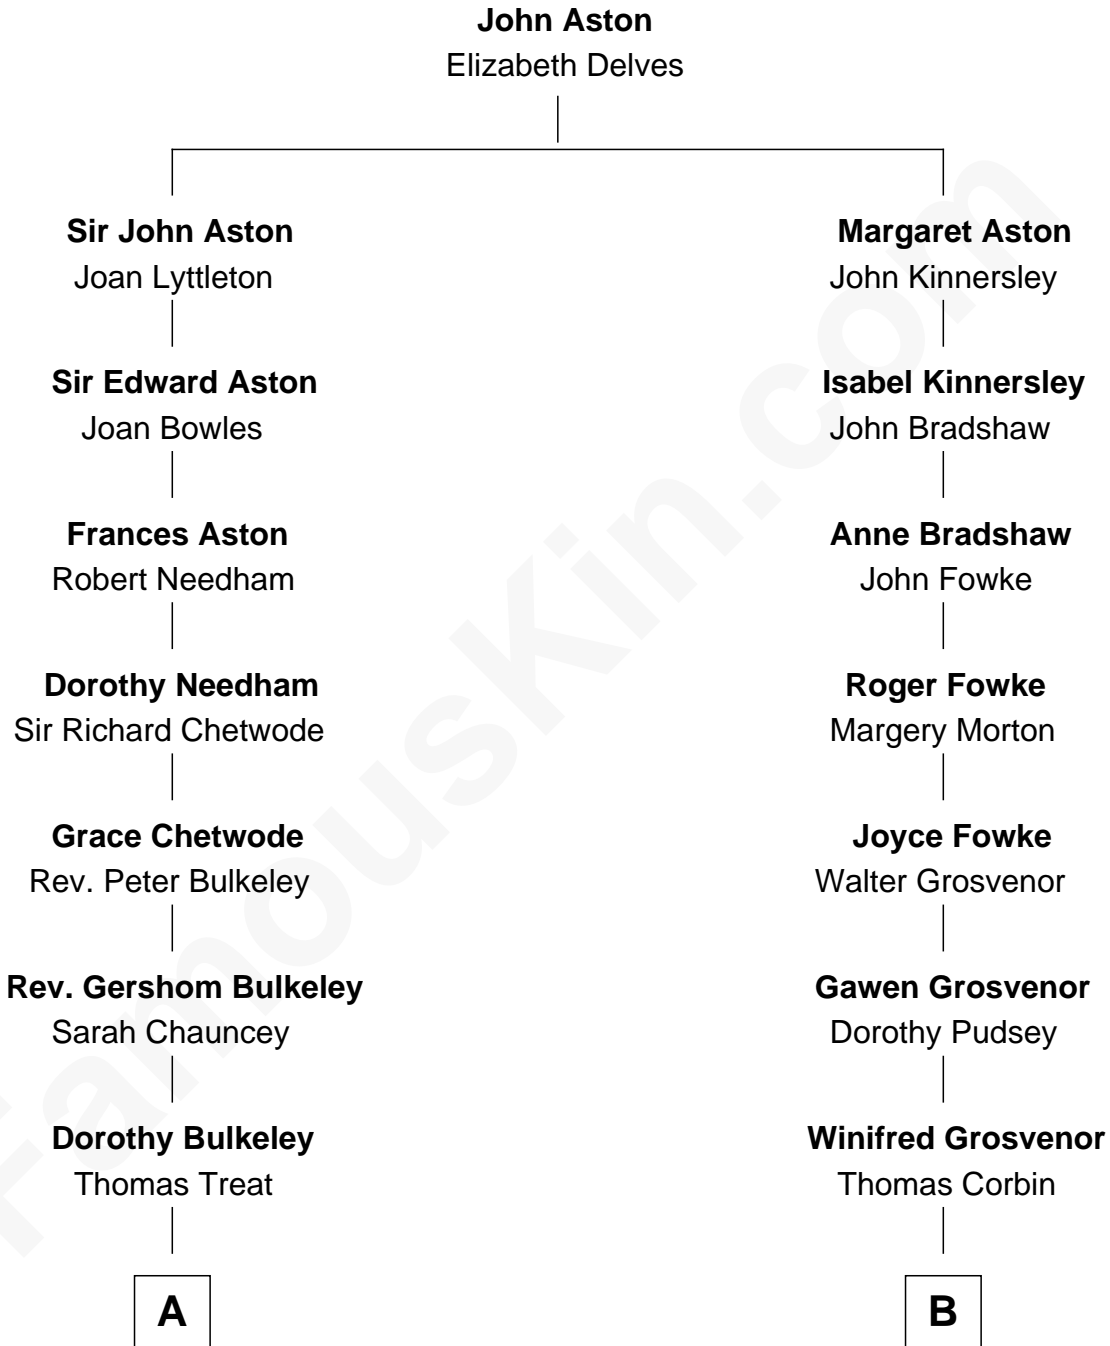 John Aston
Elizabeth Delves
Sir John Aston
Joan Lyttleton
Margaret Aston
John Kinnersley
Sir Edward Aston
Joan Bowles
Isabel Kinnersley
John Bradshaw
Frances Aston
Robert Needham
Anne Bradshaw
John Fowke
Dorothy Needham
Sir Richard Chetwode
Roger Fowke
Margery Morton
Grace Chetwode
Rev. Peter Bulkeley
Joyce Fowke
Walter Grosvenor
Rev. Gershom Bulkeley
Sarah Chauncey
Gawen Grosvenor
Dorothy Pudsey
Dorothy Bulkeley
Thomas Treat
Winifred Grosvenor
Thomas Corbin
A
B
FamousKin.com